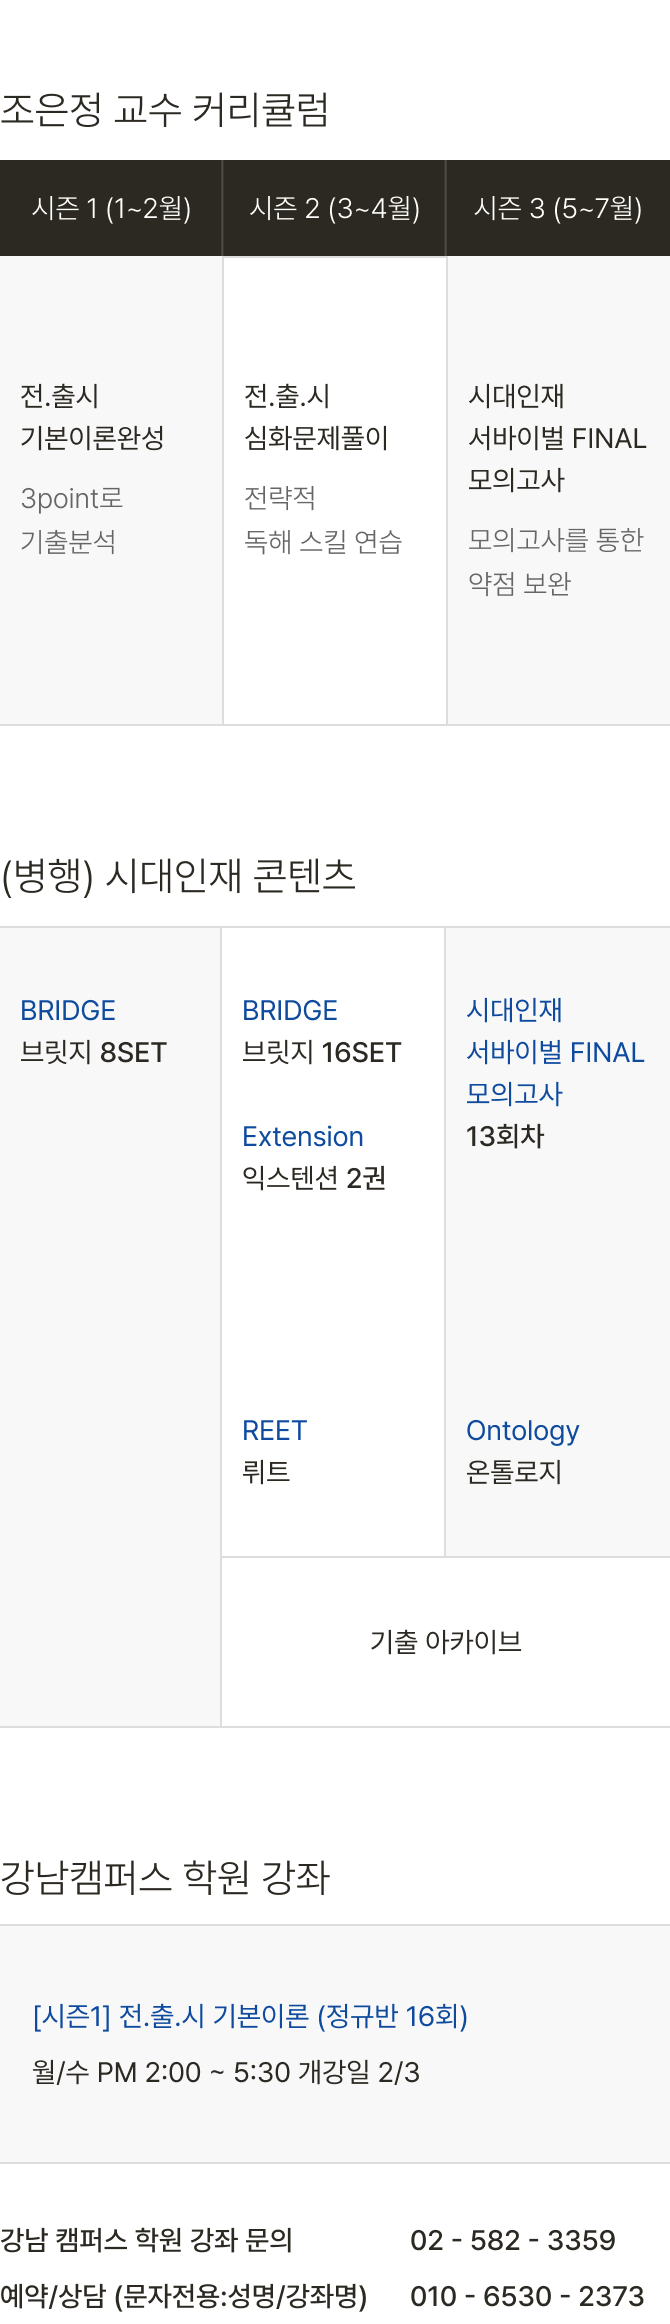 조은정 교수 커리큘럼
시즌 1 (1~2월)
시즌 2 (3~4월)
시즌 3 (5~7월)
전.출시
기본이론완성
3point로
기출분석
전.출.시
심화문제풀이
전략적
독해 스킬 연습
시대인재
서바이벌 FINAL
모의고사
모의고사를 통한
약점 보완
(병행) 시대인재 콘텐츠
BRIDGE
브릿지 8SET
BRIDGE
브릿지 16SET
Extension
익스텐션 2권
REET
뤼트
시대인재
서바이벌 FINAL
모의고사
13회차
Ontology
온톨로지
기출 아카이브
강남캠퍼스 학원 강좌
[시즌1] 전.출.시 기본이론 (정규반 16회)
월/수 PM 2:00 ~ 5:30 개강일 2/3
강남 캠퍼스 학원 강좌 문의 02 - 582 - 3359
예약/상담 (문자전용:성명/강좌명) 010 - 6530 - 2373